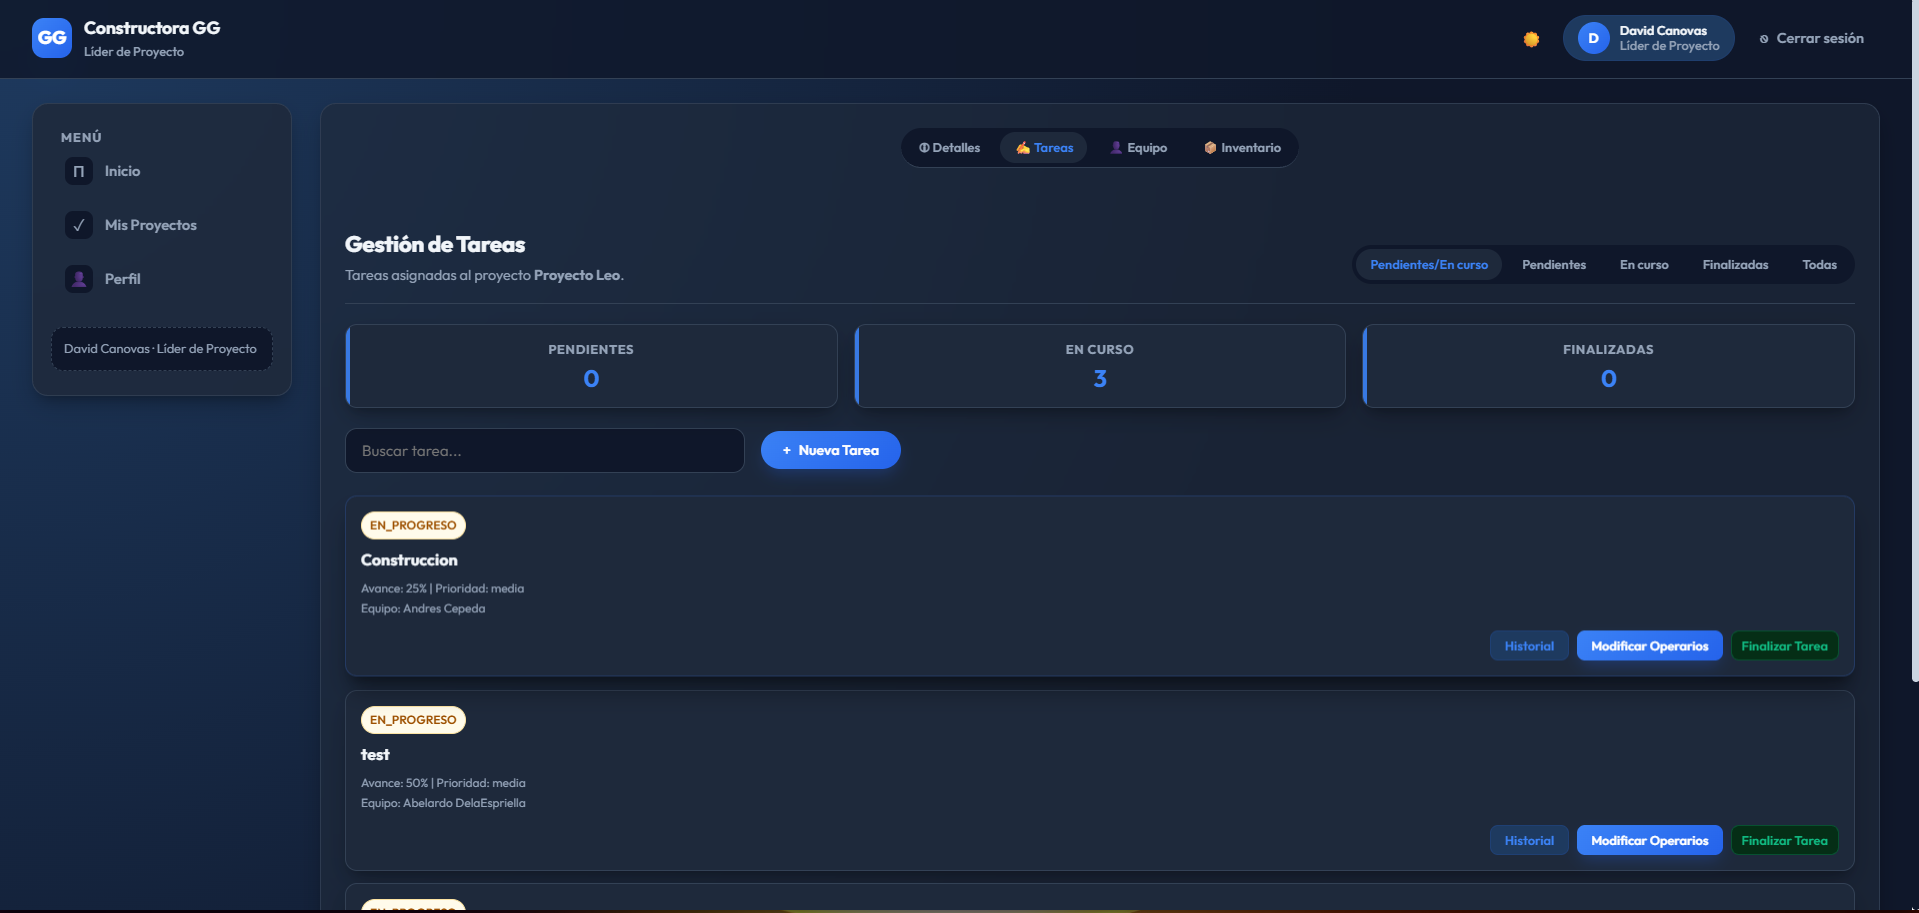 GG
Constructora GG
Líder de Proyecto
D
David Canovas
Líder de Proyecto
Cerrar sesión
MENÚ
Inicio
Mis Proyectos
Perfil
David Canovas · Líder de Proyecto
Detalles
Tareas
Equipo
Inventario
Gestión de Tareas
Tareas asignadas al proyecto Proyecto Leo.
Pendientes/En curso
Pendientes
En curso
Finalizadas
Todas
PENDIENTES
0
EN CURSO
3
FINALIZADAS
0
Buscar tarea...
+ Nueva Tarea
EN_PROGRESO
Construccion
Avance: 25% | Prioridad: media
Equipo: Andres Cepeda
Historial
Modificar Operarios
Finalizar Tarea
EN_PROGRESO
test
Avance: 50% | Prioridad: media
Equipo: Abelardo DelaEspriella
Historial
Modificar Operarios
Finalizar Tarea
EN_PROGRESO